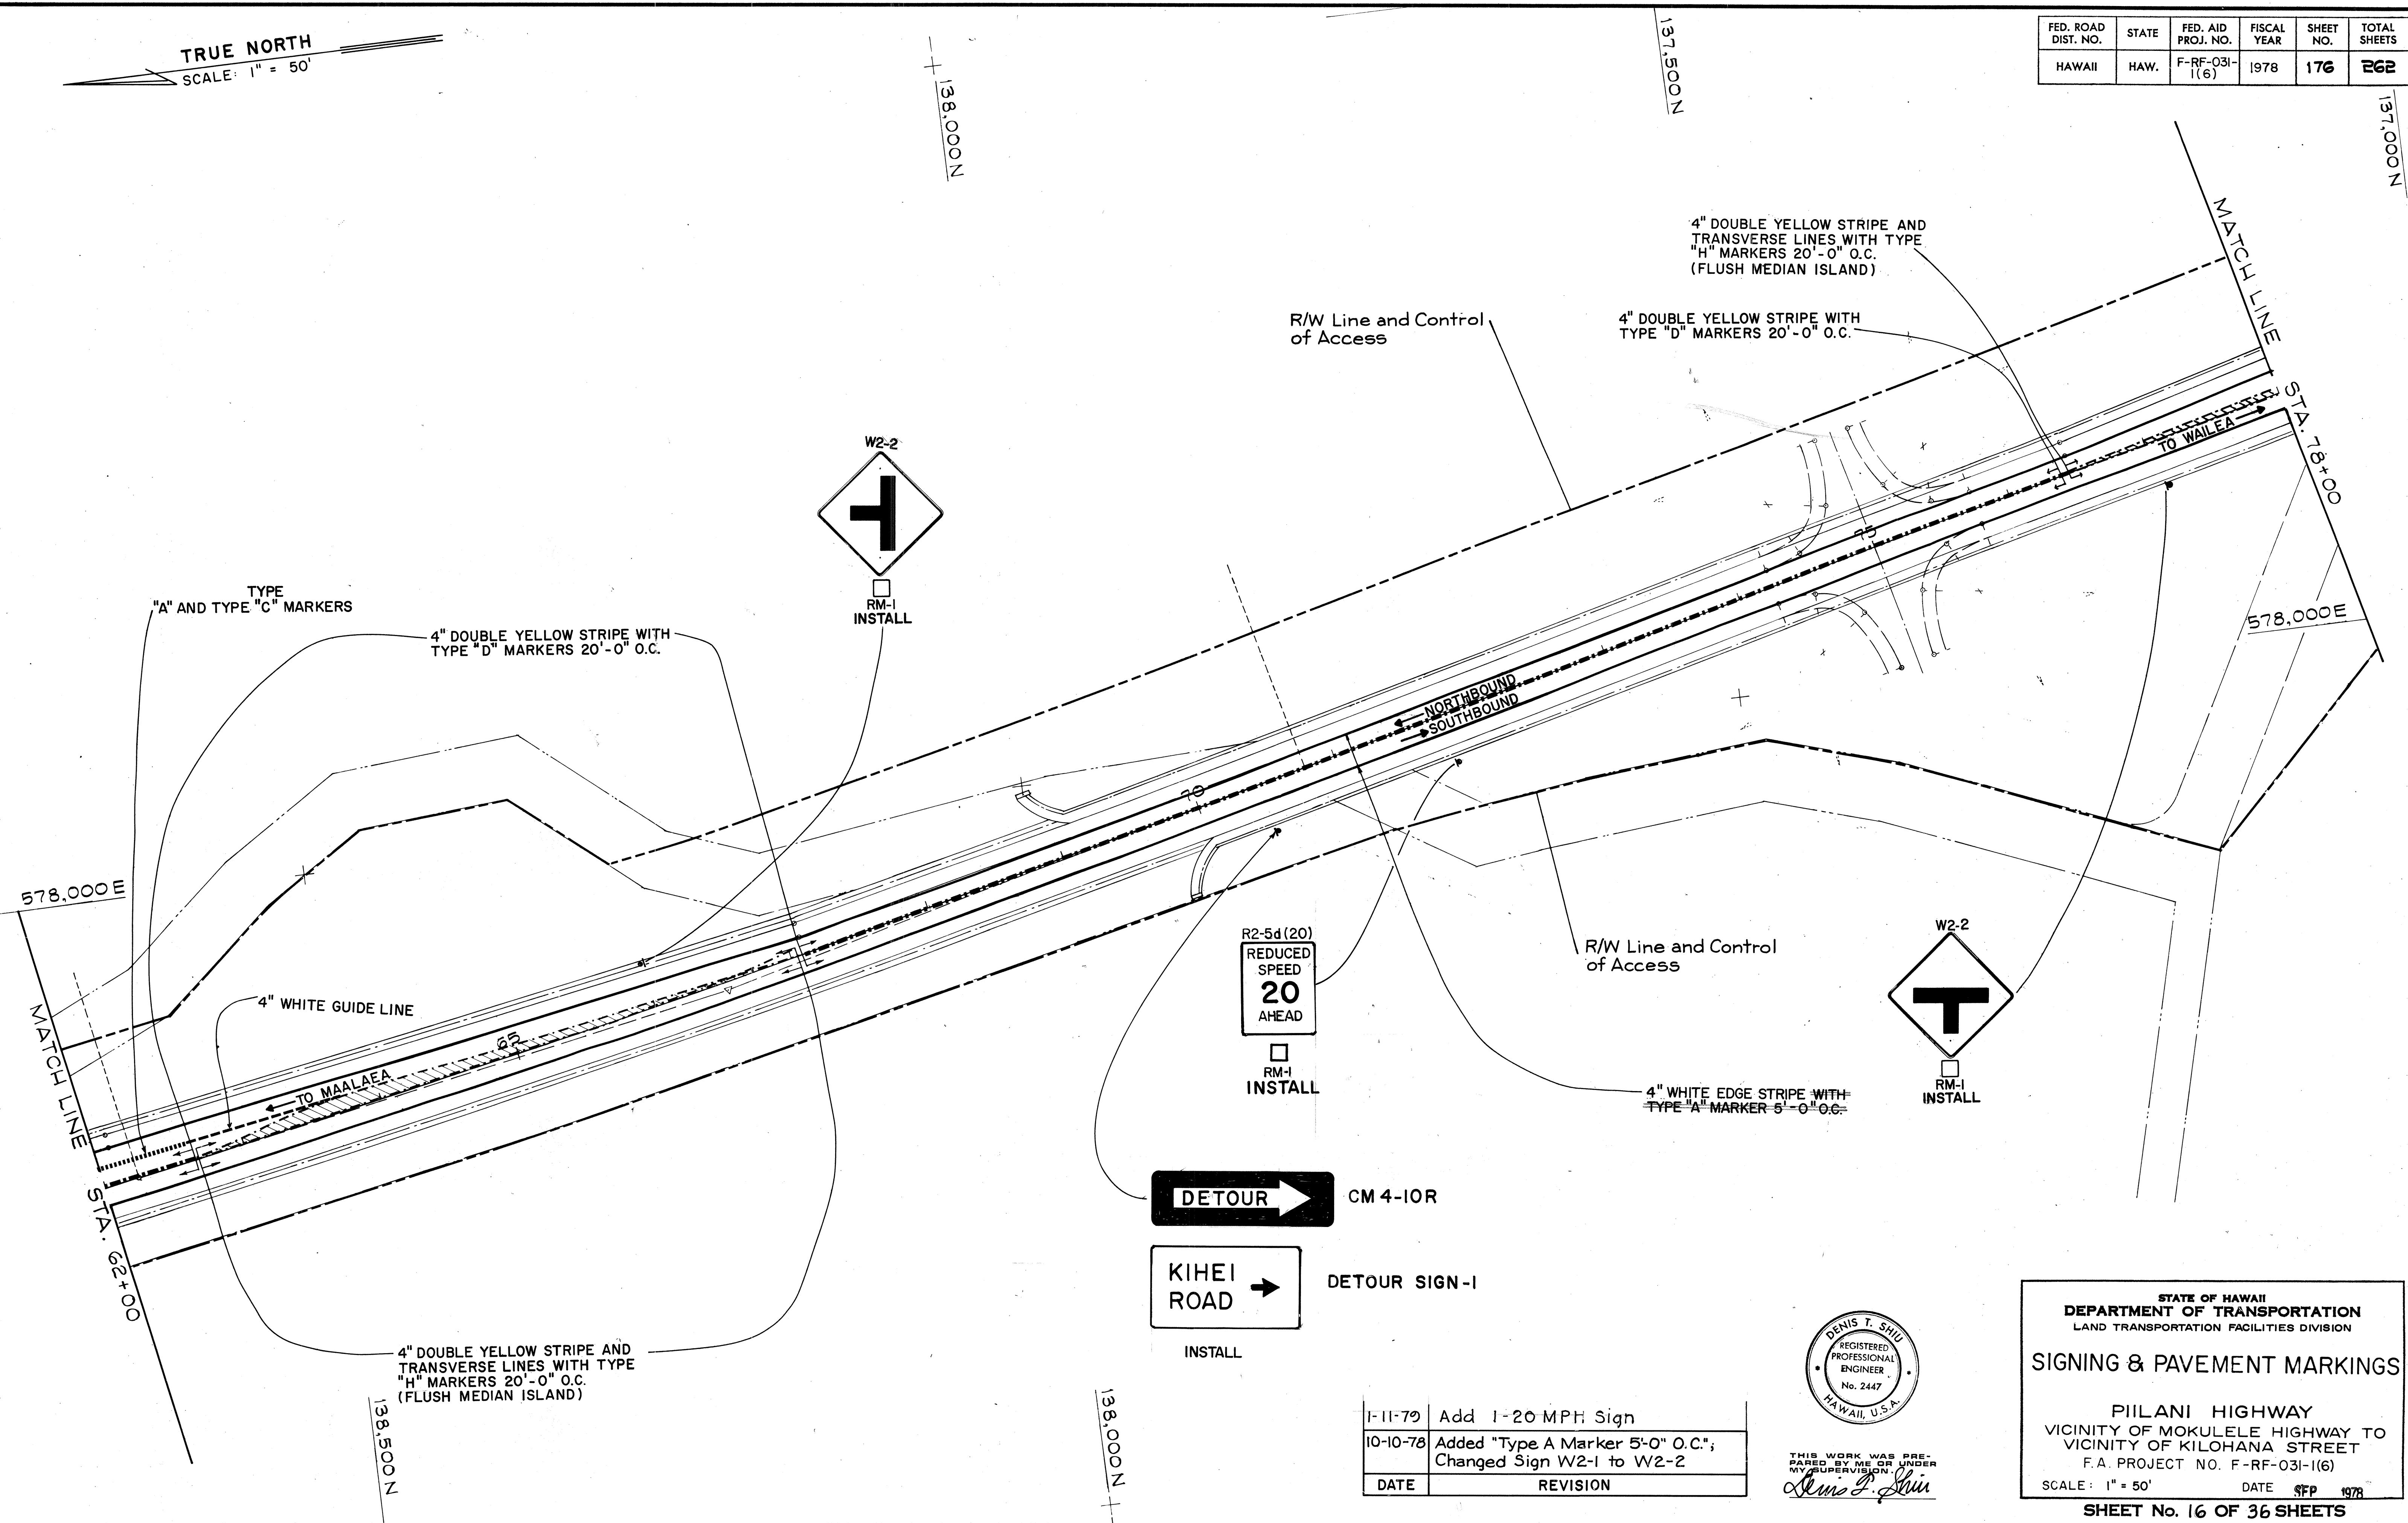 TRUE NORTH
SCALE: 1" = 50'
138,000N
137,500N
137,000N
FED. ROAD DIST. NO.
STATE
FED. AID PROJ. NO.
FISCAL YEAR
SHEET NO.
TOTAL SHEETS
HAWAII
HAW.
F-RF-031-1(6)
1978
176
262
MATCH LINE
STA. 78+00
4" DOUBLE YELLOW STRIPE AND
TRANSVERSE LINES WITH TYPE
"H" MARKERS 20'-0" O.C.
(FLUSH MEDIAN ISLAND)
4" DOUBLE YELLOW STRIPE WITH
TYPE "D" MARKERS 20'-0" O.C.
R/W Line and Control
of Access
TO WAILEA
75
578,000E
W2-2
RM-1
INSTALL
TYPE
"A" AND TYPE "C" MARKERS
4" DOUBLE YELLOW STRIPE WITH
TYPE "D" MARKERS 20'-0" O.C.
NORTHBOUND
SOUTHBOUND
70
578,000E
4" WHITE GUIDE LINE
65
TO MAALAEA
MATCH LINE
STA. 62+00
R2-5d(20)
REDUCED
SPEED
20
AHEAD
RM-1
INSTALL
R/W Line and Control
of Access
W2-2
RM-1
INSTALL
4" WHITE EDGE STRIPE WITH
TYPE "A" MARKER 5'-0" O.C.
DETOUR
CM4-10R
KIHEI
ROAD
DETOUR SIGN-1
INSTALL
4" DOUBLE YELLOW STRIPE AND
TRANSVERSE LINES WITH TYPE
"H" MARKERS 20'-0" O.C.
(FLUSH MEDIAN ISLAND)
138,500N
138,000N
1-11-79 Add 1-20 MPH Sign
10-10-78 Added "Type A Marker 5'-0" O.C.";
Changed Sign W2-1 to W2-2
DATE REVISION
DENIS T. SHIU
REGISTERED
PROFESSIONAL
ENGINEER
No. 2447
HAWAII, U.S.A.
THIS WORK WAS PRE-
PARED BY ME OR UNDER
MY SUPERVISION.
Denis T. Shiu
STATE OF HAWAII
DEPARTMENT OF TRANSPORTATION
LAND TRANSPORTATION FACILITIES DIVISION
SIGNING & PAVEMENT MARKINGS
PIILANI HIGHWAY
VICINITY OF MOKULELE HIGHWAY TO
VICINITY OF KILOHANA STREET
F.A. PROJECT NO. F-RF-031-1(6)
SCALE: 1" = 50' DATE SEP 1978
SHEET No. 16 OF 36 SHEETS